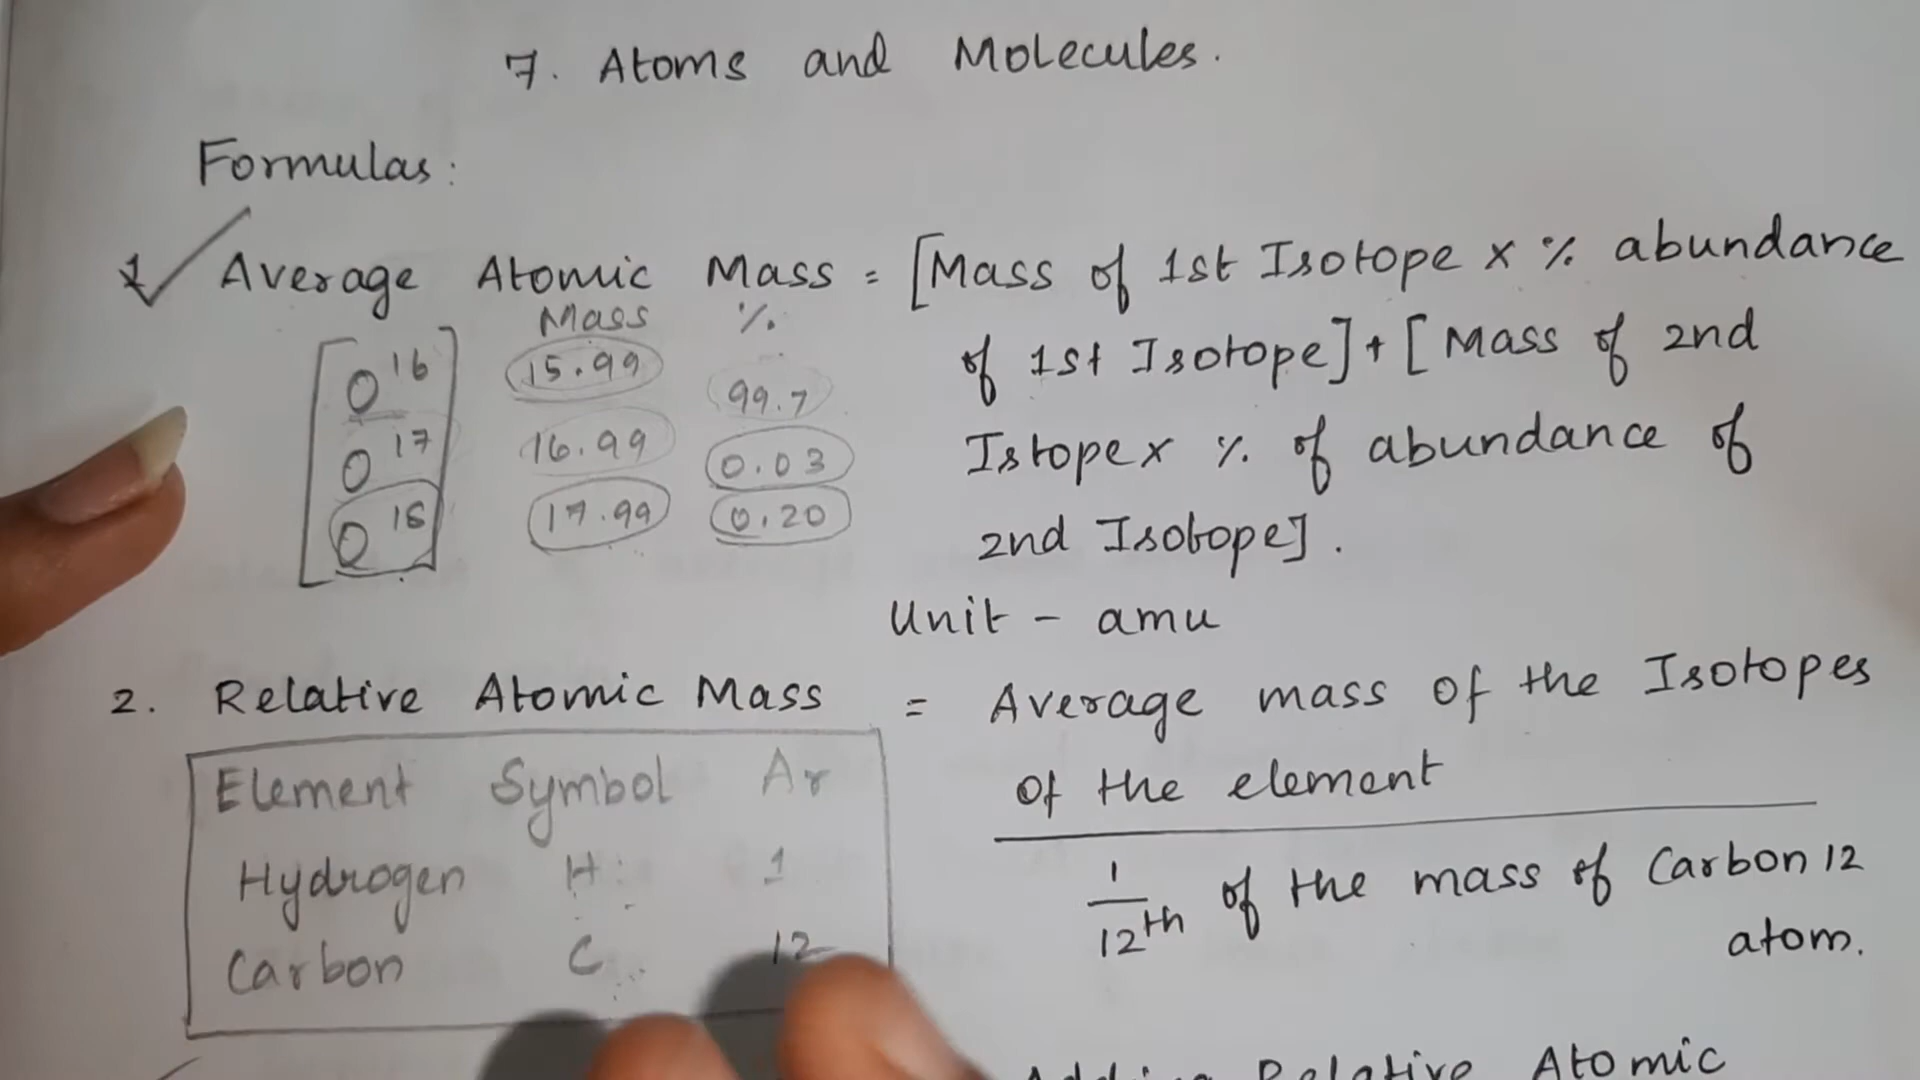 7. Atoms and Molecules.
Formulas:
1. Average Atomic Mass = [Mass of 1st Isotope x % abundance
of 1st Isotope] + [Mass of 2nd
Istope x % of abundance of
2nd Isotope].
Mass %
O16 15.99 99.7
O17 16.99 0.03
O18 17.99 0.20
Unit - amu
2. Relative Atomic Mass = Average mass of the Isotopes
of the element
1/12th of the mass of Carbon 12
atom.
Element Symbol Ar
Hydrogen H 1
Carbon C 12
Relative Atomic